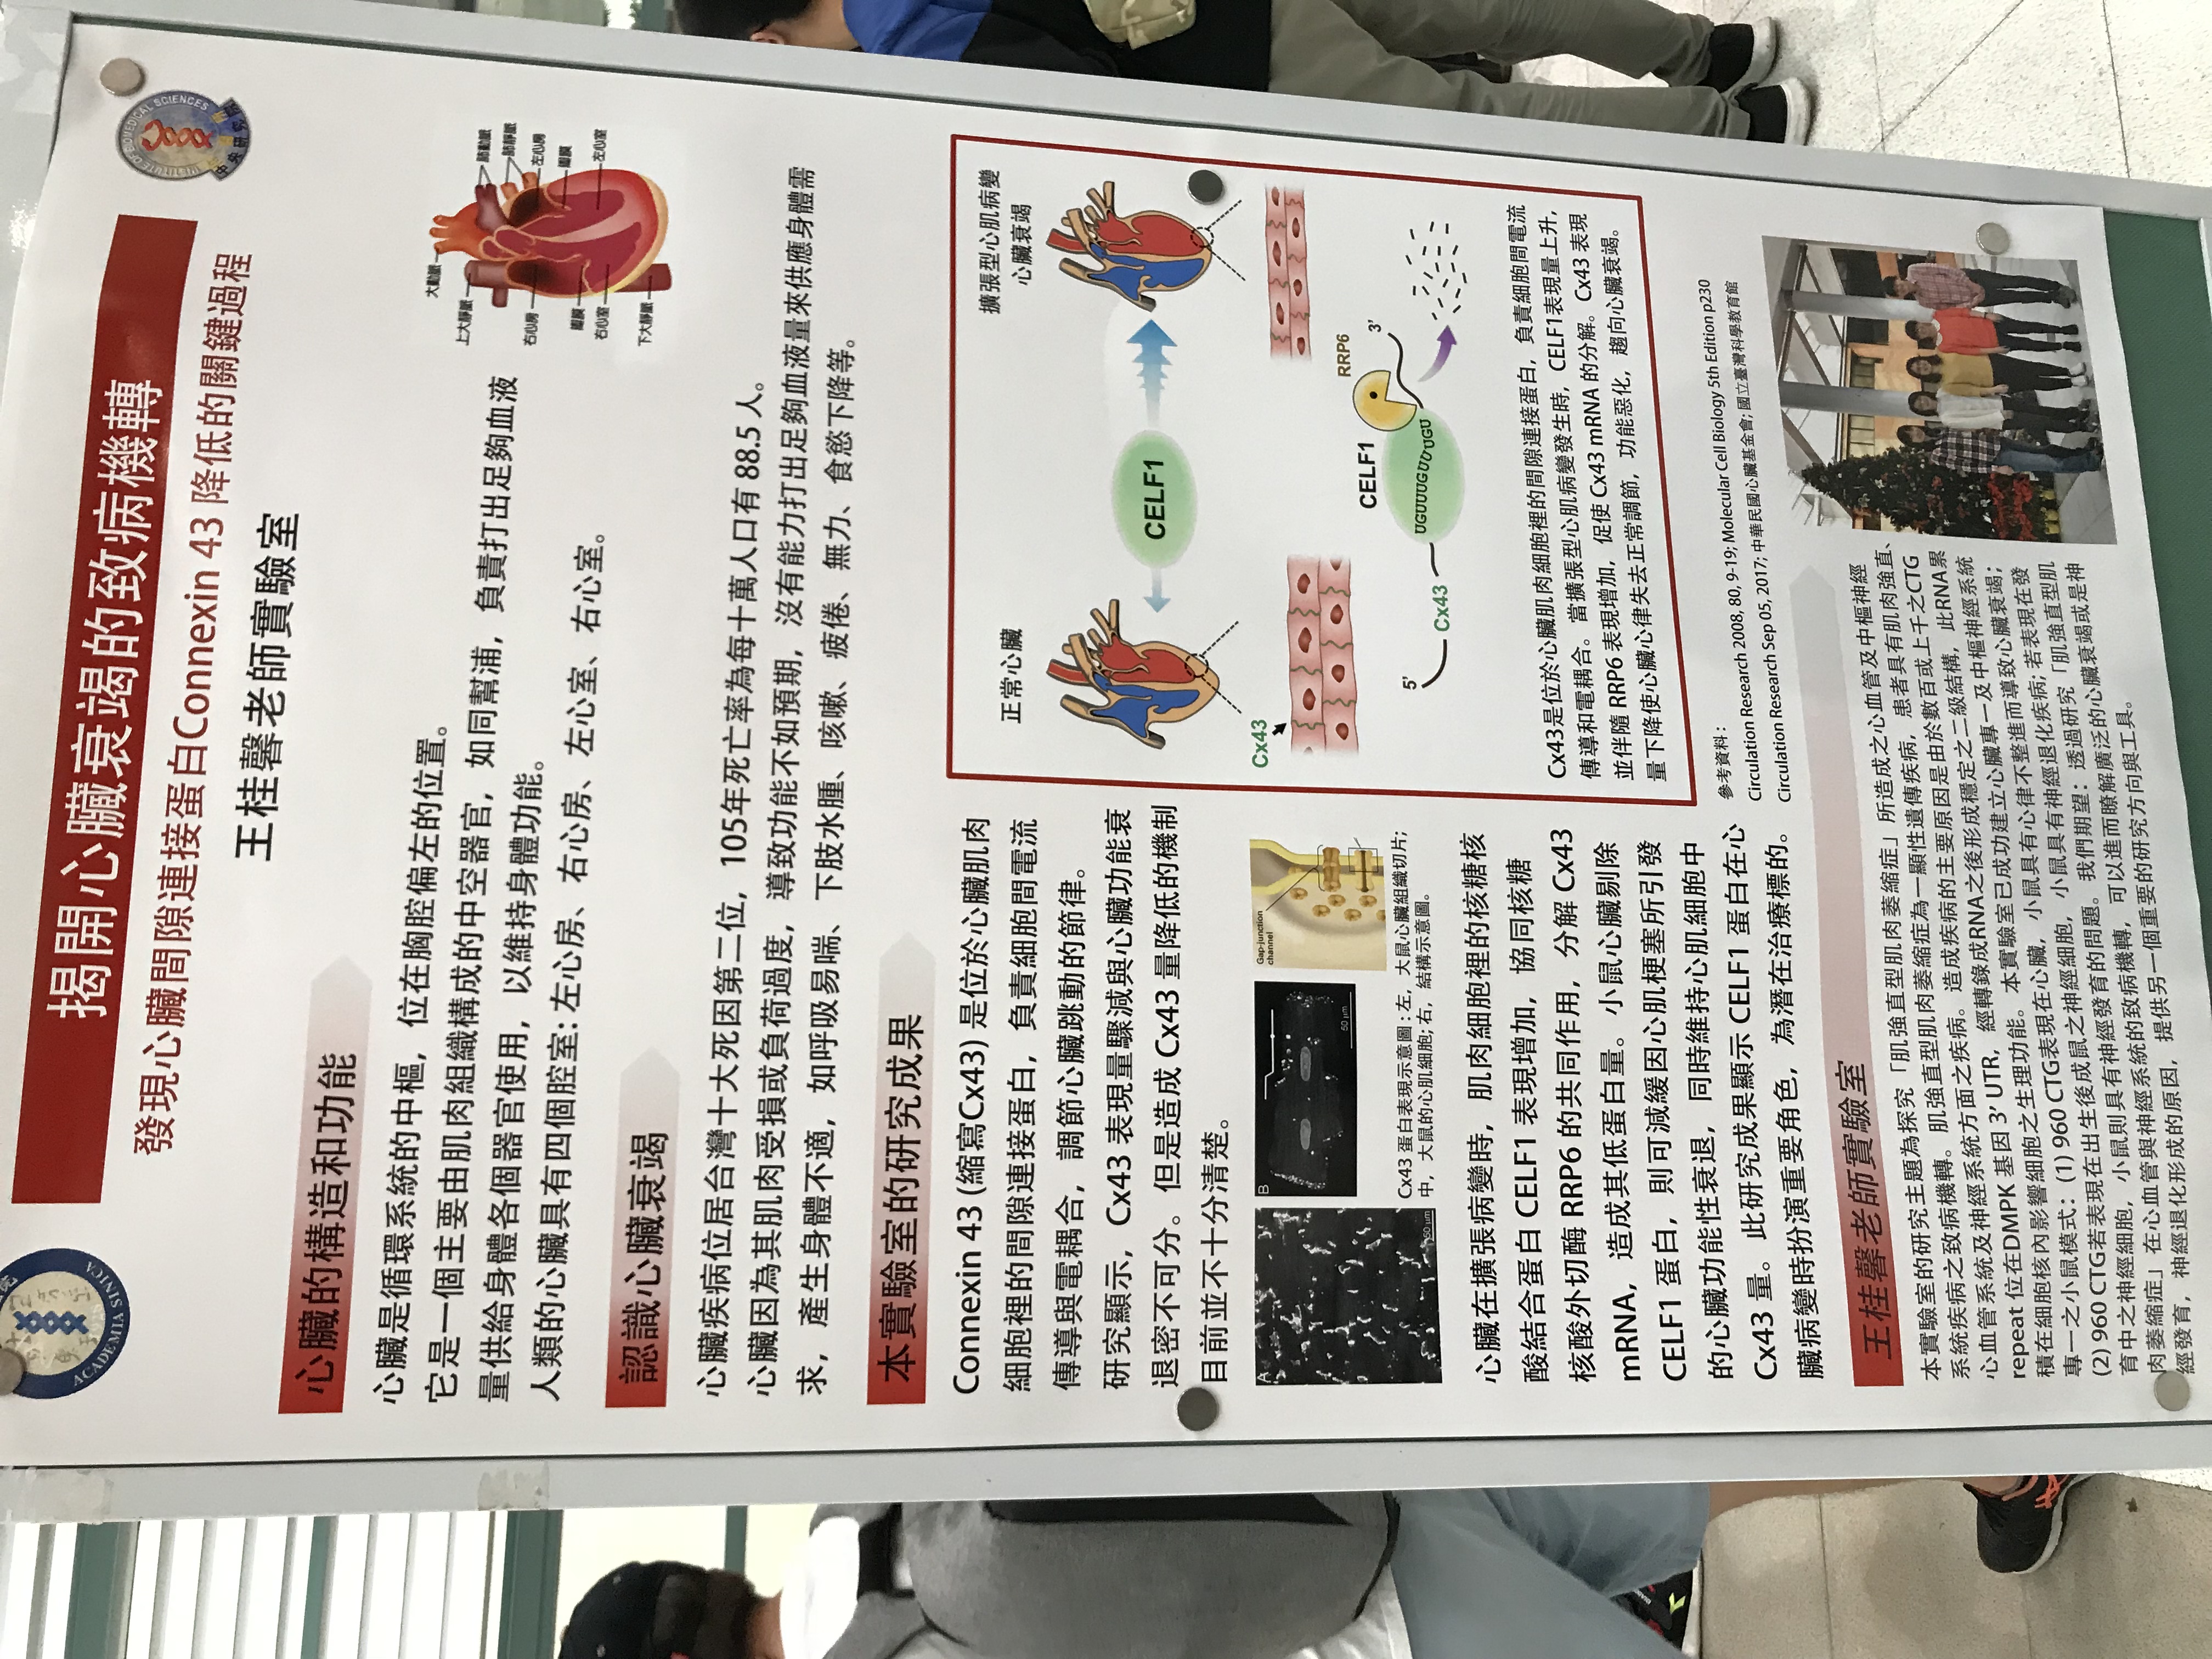 ACADEMIA SINICA
1928
揭開心臟衰竭的致病機轉
INSTITUTE OF BIOMEDICAL SCIENCES
中央研究院
發現心臟間隙連接蛋白Connexin 43 降低的關鍵過程
王桂馨老師實驗室
心臟的構造和功能
心臟是循環系統的中樞，位在胸腔偏左的位置。
它是一個主要由肌肉組織構成的中空器官，如同幫浦，負責打出足夠血液
量供給身體各個器官使用，以維持身體功能。
人類的心臟具有四個腔室: 左心房、右心房、左心室、右心室。
大動脈
上大靜脈
肺動脈
肺靜脈
右心房
左心房
瓣膜
瓣膜
右心室
左心室
下大靜脈
認識心臟衰竭
心臟疾病位居台灣十大死因第二位，105年死亡率為每十萬人口有 88.5 人。
心臟因為其肌肉受損或負荷過度，導致功能不如預期，沒有能力打出足夠血液量來供應身體需
求，產生身體不適，如呼吸易喘、下肢水腫、咳嗽、疲倦、無力、食慾下降等。
本實驗室的研究成果
Connexin 43 (縮寫Cx43) 是位於心臟肌肉
細胞裡的間隙連接蛋白，負責細胞間電流
傳導與電耦合，調節心臟跳動的節律。
研究顯示，Cx43 表現量驟減與心臟功能衰
退密不可分。但是造成 Cx43 量降低的機制
目前並不十分清楚。
A
50 μm
B
50 μm
Gap-junction
channel
Cx43 蛋白表現示意圖 : 左，大鼠心臟組織切片;
中，大鼠的心肌細胞; 右，結構示意圖。
心臟在擴張病變時，肌肉細胞裡的核糖核
酸結合蛋白 CELF1 表現增加，協同核糖
核酸外切酶 RRP6 的共同作用，分解 Cx43
mRNA，造成其低蛋白量。小鼠心臟剔除
CELF1 蛋白，則可減緩因心肌梗塞所引發
的心臟功能性衰退，同時維持心肌細胞中
Cx43 量。此研究成果顯示 CELF1 蛋白在心
臟病變時扮演重要角色，為潛在治療標的。
正常心臟
擴張型心肌病變
心臟衰竭
CELF1
Cx43
CELF1
RRP6
5'
Cx43
UGUUUGUUUGU
3'
Cx43是位於心臟肌肉細胞裡的間隙連接蛋白，負責細胞間電流
傳導和電耦合。當擴張型心肌病變發生時，CELF1表現量上升，
並伴隨 RRP6 表現增加，促使 Cx43 mRNA 的分解。Cx43 表現
量下降使心臟心律失去正常調節，功能惡化，趨向心臟衰竭。
參考資料 :
Circulation Research 2008, 80, 9-19; Molecular Cell Biology 5th Edition p230
Circulation Research Sep 05, 2017; 中華民國心臟基金會; 國立臺灣科學教育館
王桂馨老師實驗室
本實驗室的研究主題為探究「肌強直型肌肉萎縮症」所造成之心血管及中樞神經
系統疾病之致病機轉。肌強直型肌肉萎縮症為一顯性遺傳疾病，患者具有肌肉強直、
心血管系統及神經系統方面之疾病。造成疾病的主要原因是由於數百或上千之CTG
repeat 位在DMPK 基因 3' UTR，經轉錄成RNA之後形成穩定之二級結構，此RNA累
積在細胞核內影響細胞之生理功能。本實驗室已成功建立心臟專一及中樞神經系統
專一之小鼠模式：(1) 960 CTG表現在心臟，小鼠具有心律不整進而導致心臟衰竭；
(2) 960 CTG若表現在出生後成鼠之神經細胞，小鼠具有神經退化疾病; 若表現在發
育中之神經細胞，小鼠則具有神經發育的問題。我們期望：透過研究「肌強直型肌
肉萎縮症」在心血管與神經系統的致病機轉，可以進而瞭解廣泛的心臟衰竭或是神
經發育，神經退化形成的原因，提供另一個重要的研究方向與工具。